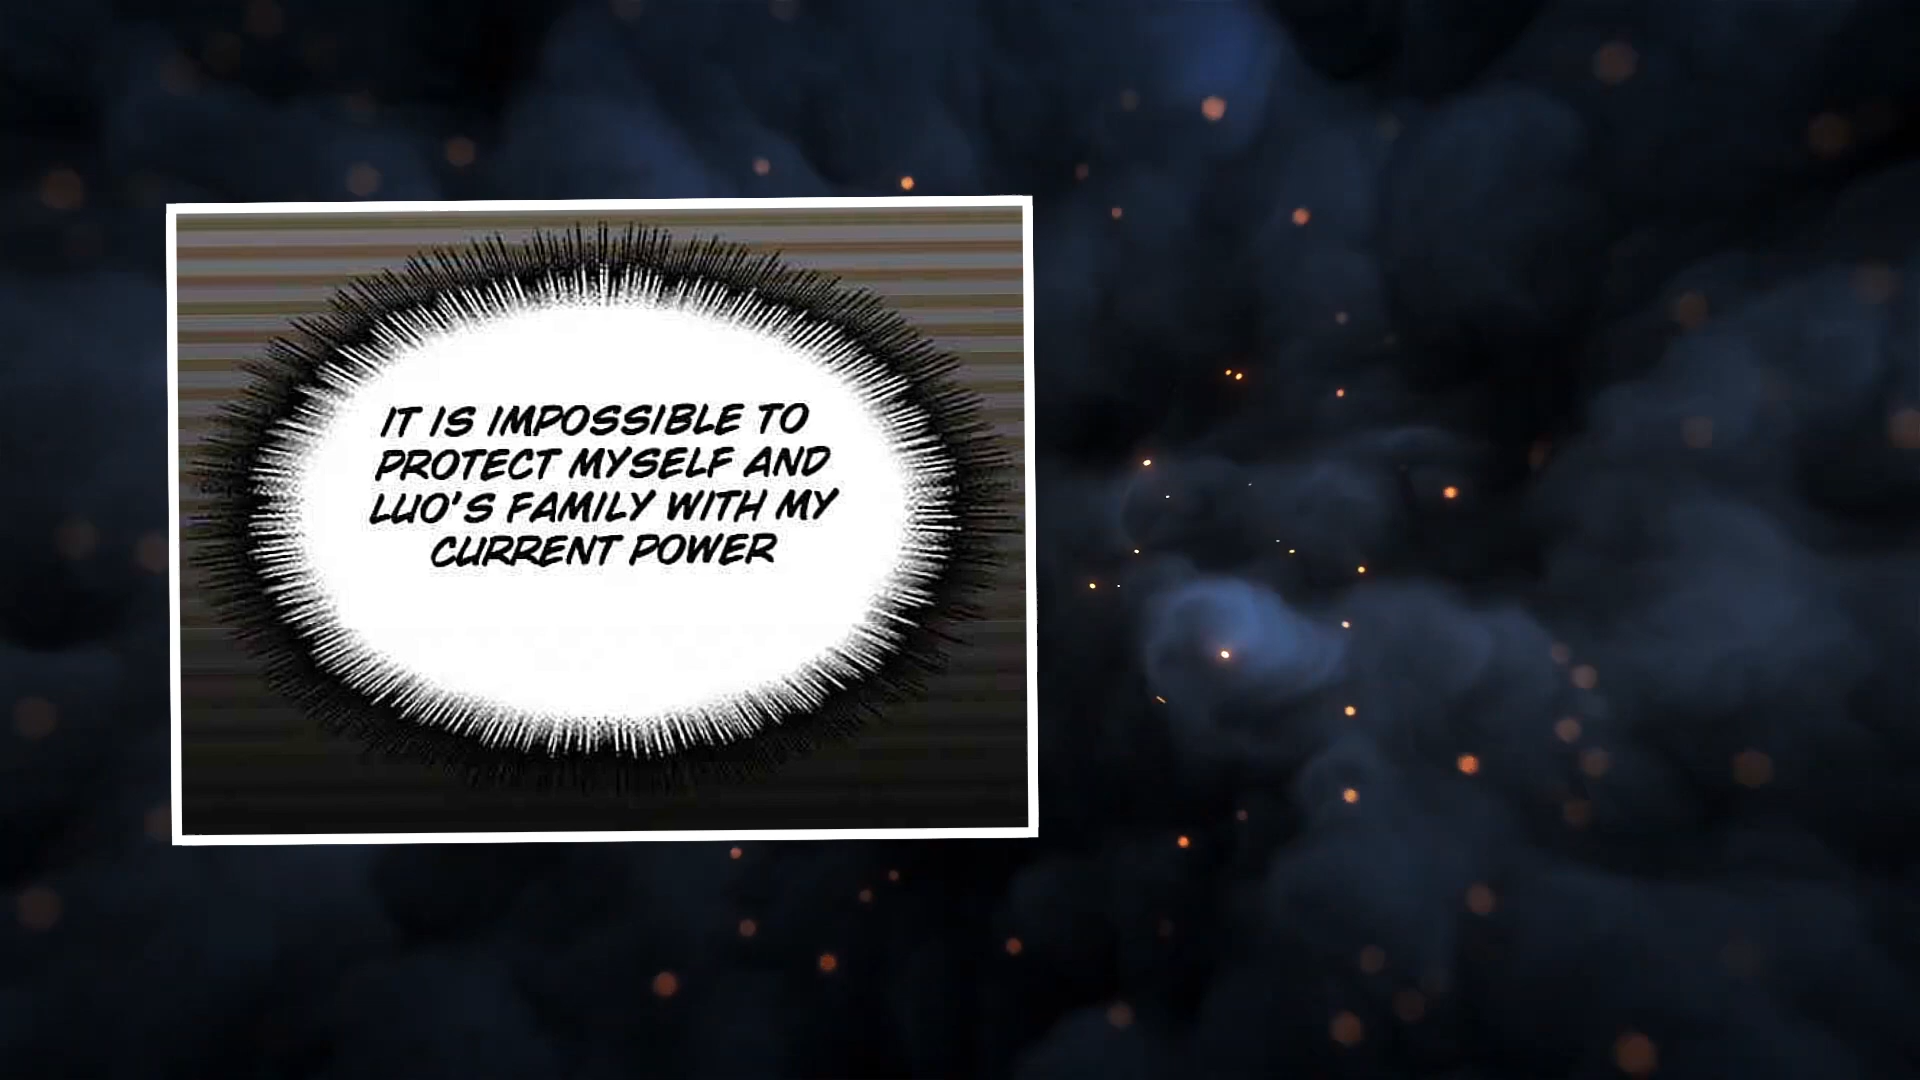 IT IS IMPOSSIBLE TO
PROTECT MYSELF AND
LUO'S FAMILY WITH MY
CURRENT POWER